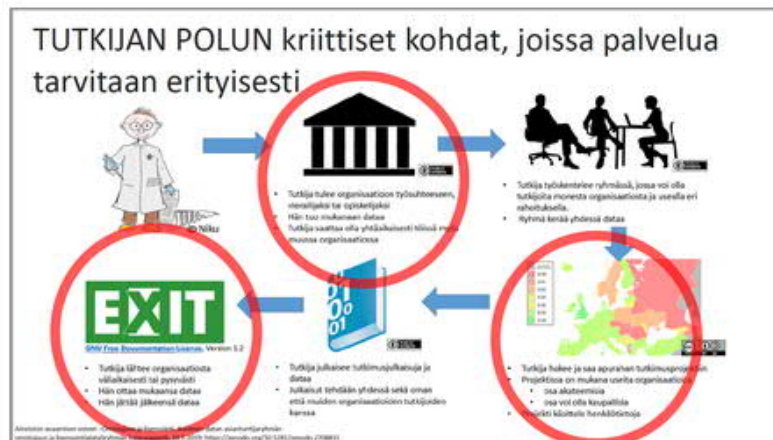 TUTKIJAN POLUN kriittiset kohdat, joissa palvelua
tarvitaan erityisesti
© Niku
• Tutkija tulee organisaatioon työsuhteeseen,
vierailijaksi tai opiskelijaksi
• Hän tuo mukanaan dataa
• Tutkija saattaa olla yhtäaikaisesti töissä myös
muussa organisaatiossa
• Tutkija työskentelee ryhmässä, jossa voi olla
tutkijoita monesta organisaatiosta ja usealla eri
rahoituksella.
• Ryhmä kerää yhdessä dataa
• Tutkija hakee ja saa apurahan tutkimusprojektiin
• Projektissa on mukana useita organisaatioita
• osa akateemisia
• osa voi olla kaupallisia
• Projekti käsittelee henkilötietoja
01
• Tutkija julkaisee tutkimusjulkaisuja ja
dataa
• Julkaisut tehdään yhdessä sekä oman
että muiden organisaatioiden tutkijoiden
kanssa
EXIT
GNU Free Documentation License, Version 1.2
• Tutkija lähtee organisaatiosta
väliaikaisesti tai pysyvästi
• Hän ottaa mukaansa dataa
• Hän jättää jälkeensä dataa